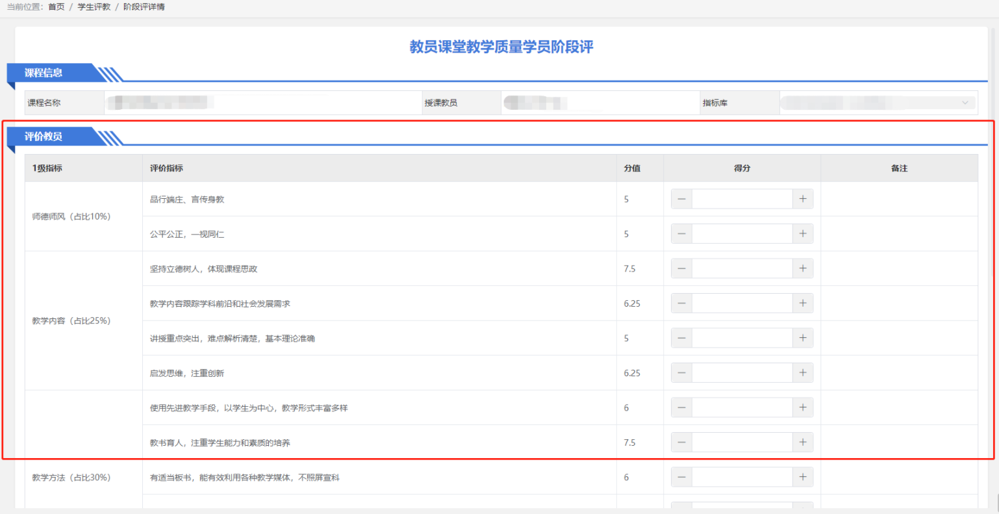 当前位置：首页 / 学生评教 / 阶段评详情
教员课堂教学质量学员阶段评
课程信息
课程名称 授课教员 指标库
评价教员
1级指标 评价指标 分值 得分 备注
师德师风（占比10%）
品行端庄、言传身教 5
公平公正，一视同仁 5
教学内容（占比25%）
坚持立德树人，体现课程思政 7.5
教学内容跟踪学科前沿和社会发展需求 6.25
讲授重点突出，难点解析清楚，基本理论准确 5
启发思维，注重创新 6.25
使用先进教学手段，以学生为中心，教学形式丰富多样 6
教书育人，注重学生能力和素质的培养 7.5
教学方法（占比30%） 有适当板书，能有效利用各种教学媒体，不照屏宣科 6